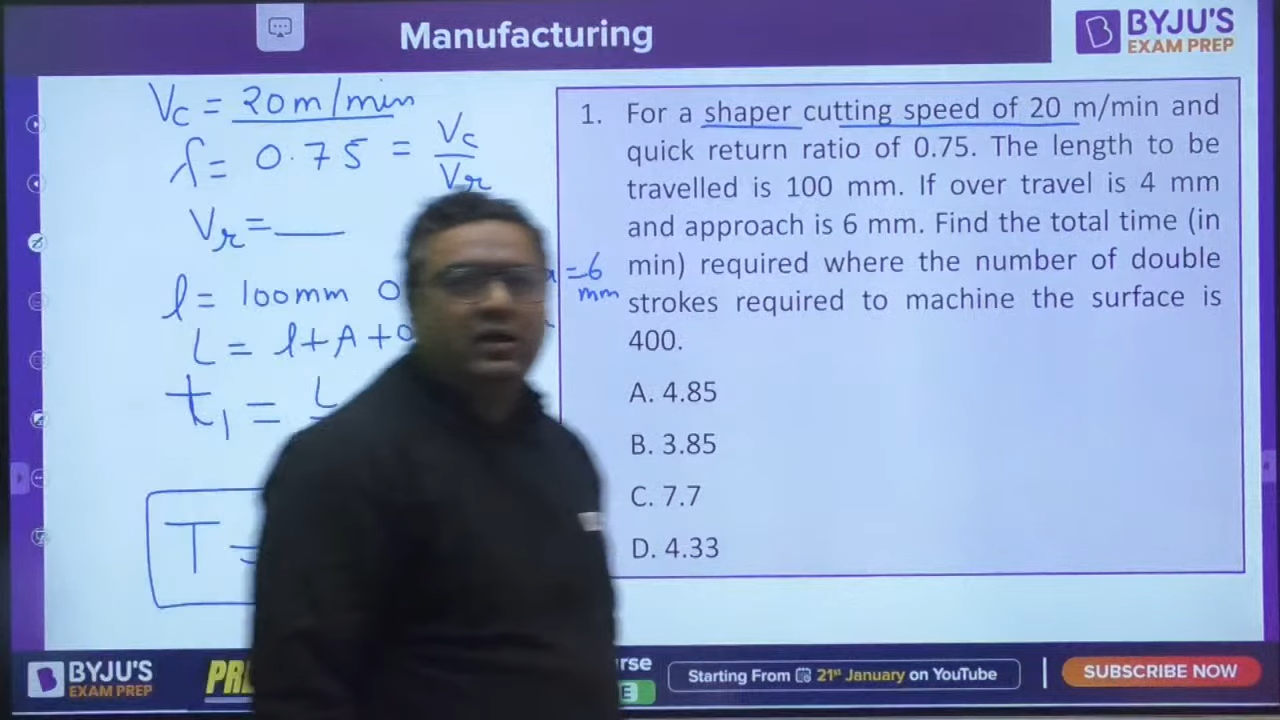 Manufacturing
BYJU'S
EXAM PREP
Vc = 20m/min
r = 0.75 = Vc/Vr
Vr = ___
l = 100mm
= 6
mm
L = l+A+O
t1 = L
T =
1. For a shaper cutting speed of 20 m/min and
quick return ratio of 0.75. The length to be
travelled is 100 mm. If over travel is 4 mm
and approach is 6 mm. Find the total time (in
min) required where the number of double
strokes required to machine the surface is
400.
A. 4.85
B. 3.85
C. 7.7
D. 4.33
BYJU'S
EXAM PREP
Starting From 21st January on YouTube
SUBSCRIBE NOW